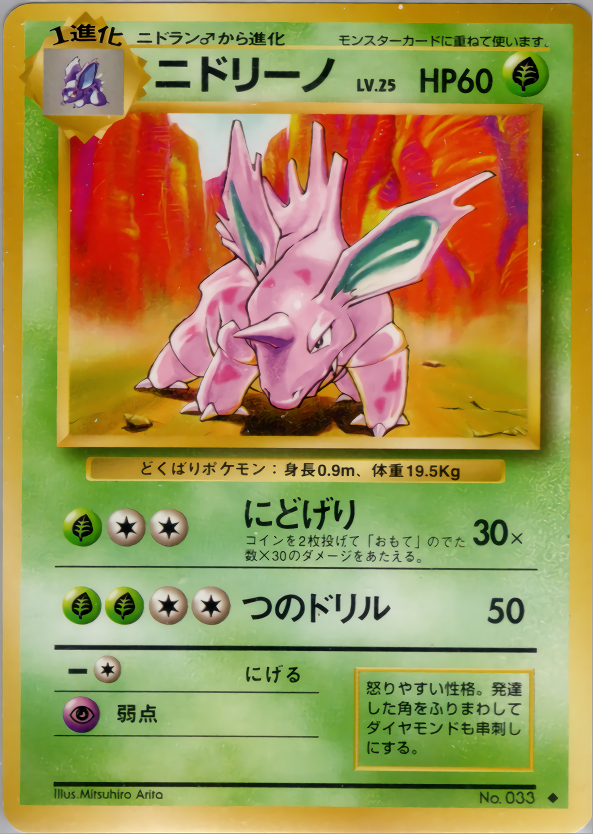 1進化
ニドラン♂から進化
モンスターカードに重ねて使います。
ニドリーノ LV.25 HP60
どくばりポケモン：身長0.9m、体重19.5Kg
にどげり 30×
コインを2枚投げて「おもて」のでた
数×30のダメージをあたえる。
つのドリル 50
− にげる
弱点
怒りやすい性格。発達
した角をふりまわして
ダイヤモンドも串刺し
にする。
Illus.Mitsuhiro Arita
No. 033 ◆